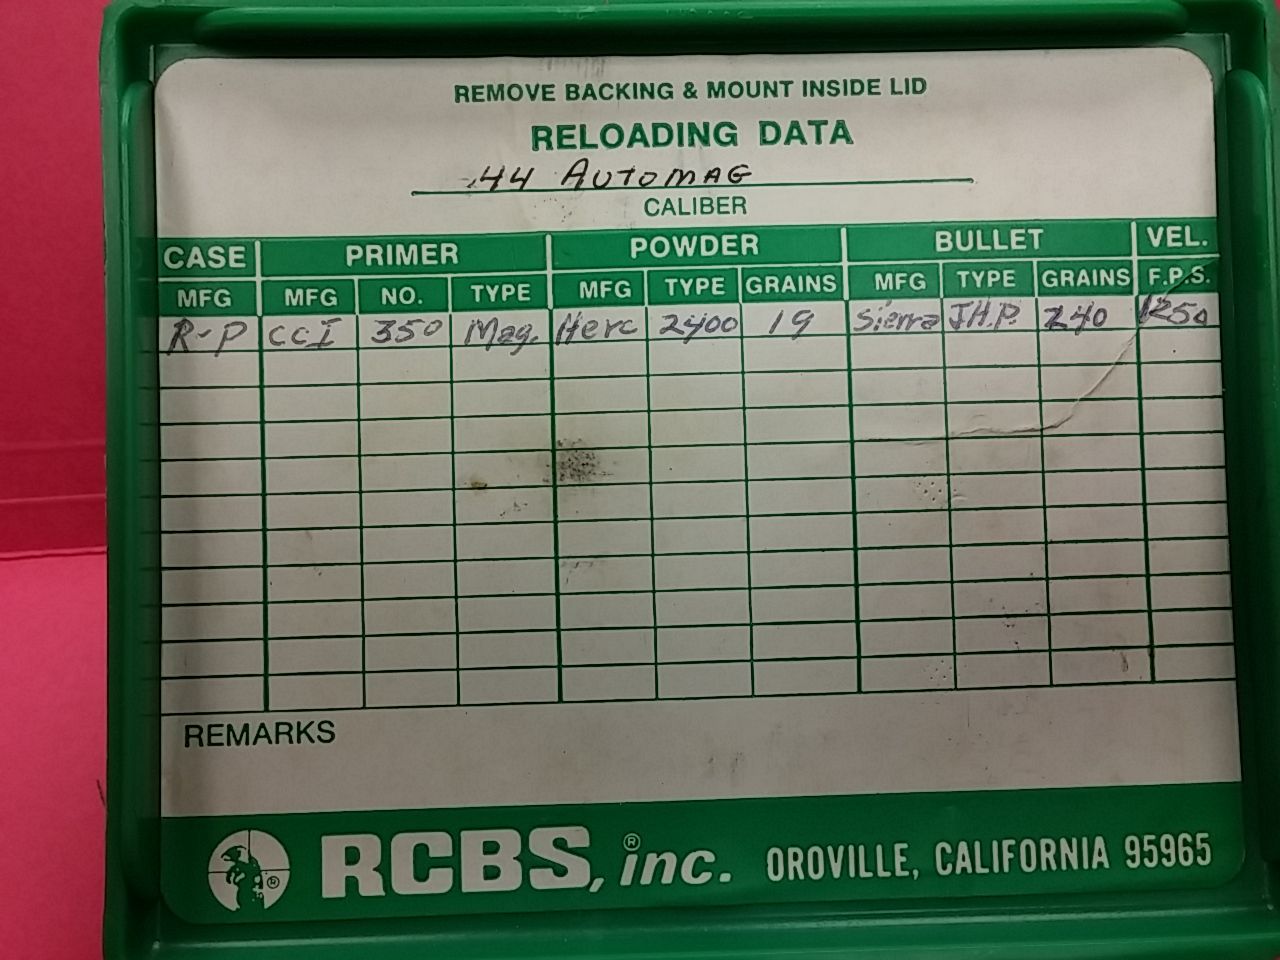 REMOVE BACKING & MOUNT INSIDE LID
RELOADING DATA
.44 AUTOMAG
CALIBER
CASE PRIMER POWDER BULLET VEL.
MFG MFG NO. TYPE MFG TYPE GRAINS MFG TYPE GRAINS F.P.S.
R-P CCI 350 Mag. Herc 2400 19 Sierra J.H.P. 240 1250
REMARKS
RCBS, inc.® OROVILLE, CALIFORNIA 95965